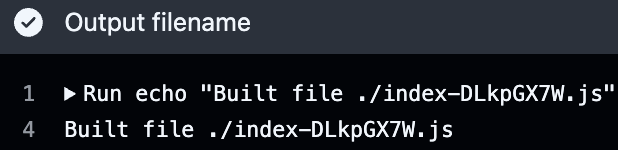 Output filename
1 ▶ Run echo "Built file ./index-DLkpGX7W.js"
4 Built file ./index-DLkpGX7W.js